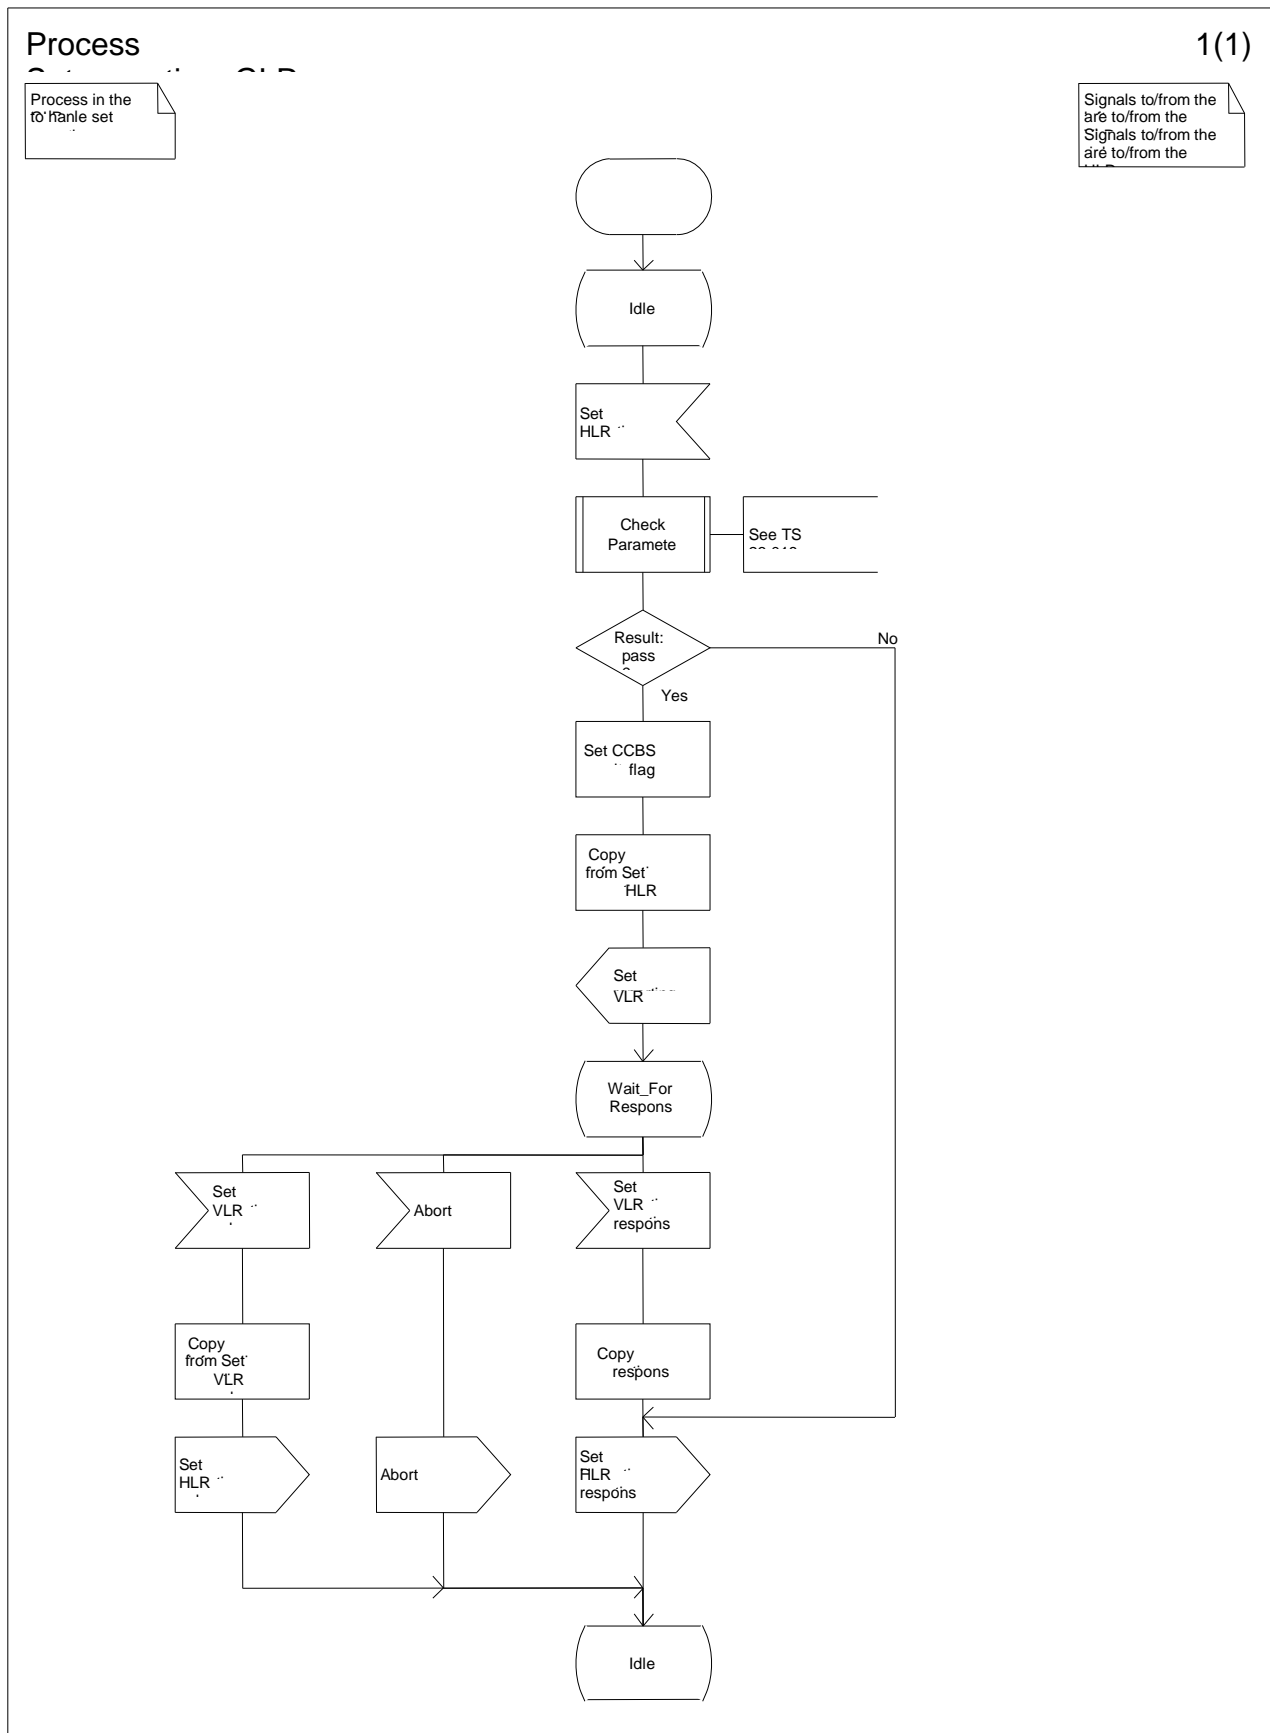 Process
1(1)
Process in the
to hanle set
Signals to/from the
are to/from the
Signals to/from the
are to/from the
Idle
Set
HLR
Check
Paramete
See TS
Result:
pass
No
Yes
Set CCBS
flag
Copy
from Set
HLR
Set
VLR
Wait_For
Respons
Set
VLR
Abort
Set
VLR
respons
Copy
from Set
VLR
Copy
respons
Set
HLR
Abort
Set
HLR
respons
Idle